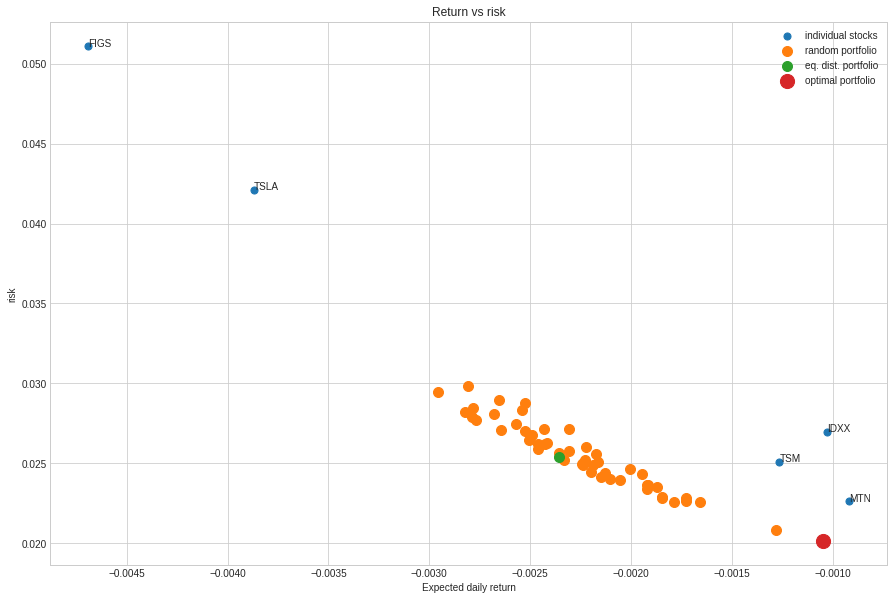 Return vs risk
FIGS
individual stocks
random portfolio
eq. dist. portfolio
optimal portfolio
0.050
0.045
TSLA
0.040
0.035
risk
0.030
IDXX
TSM
0.025
MTN
0.020
−0.0045 −0.0040 −0.0035 −0.0030 −0.0025 −0.0020 −0.0015 −0.0010
Expected daily return